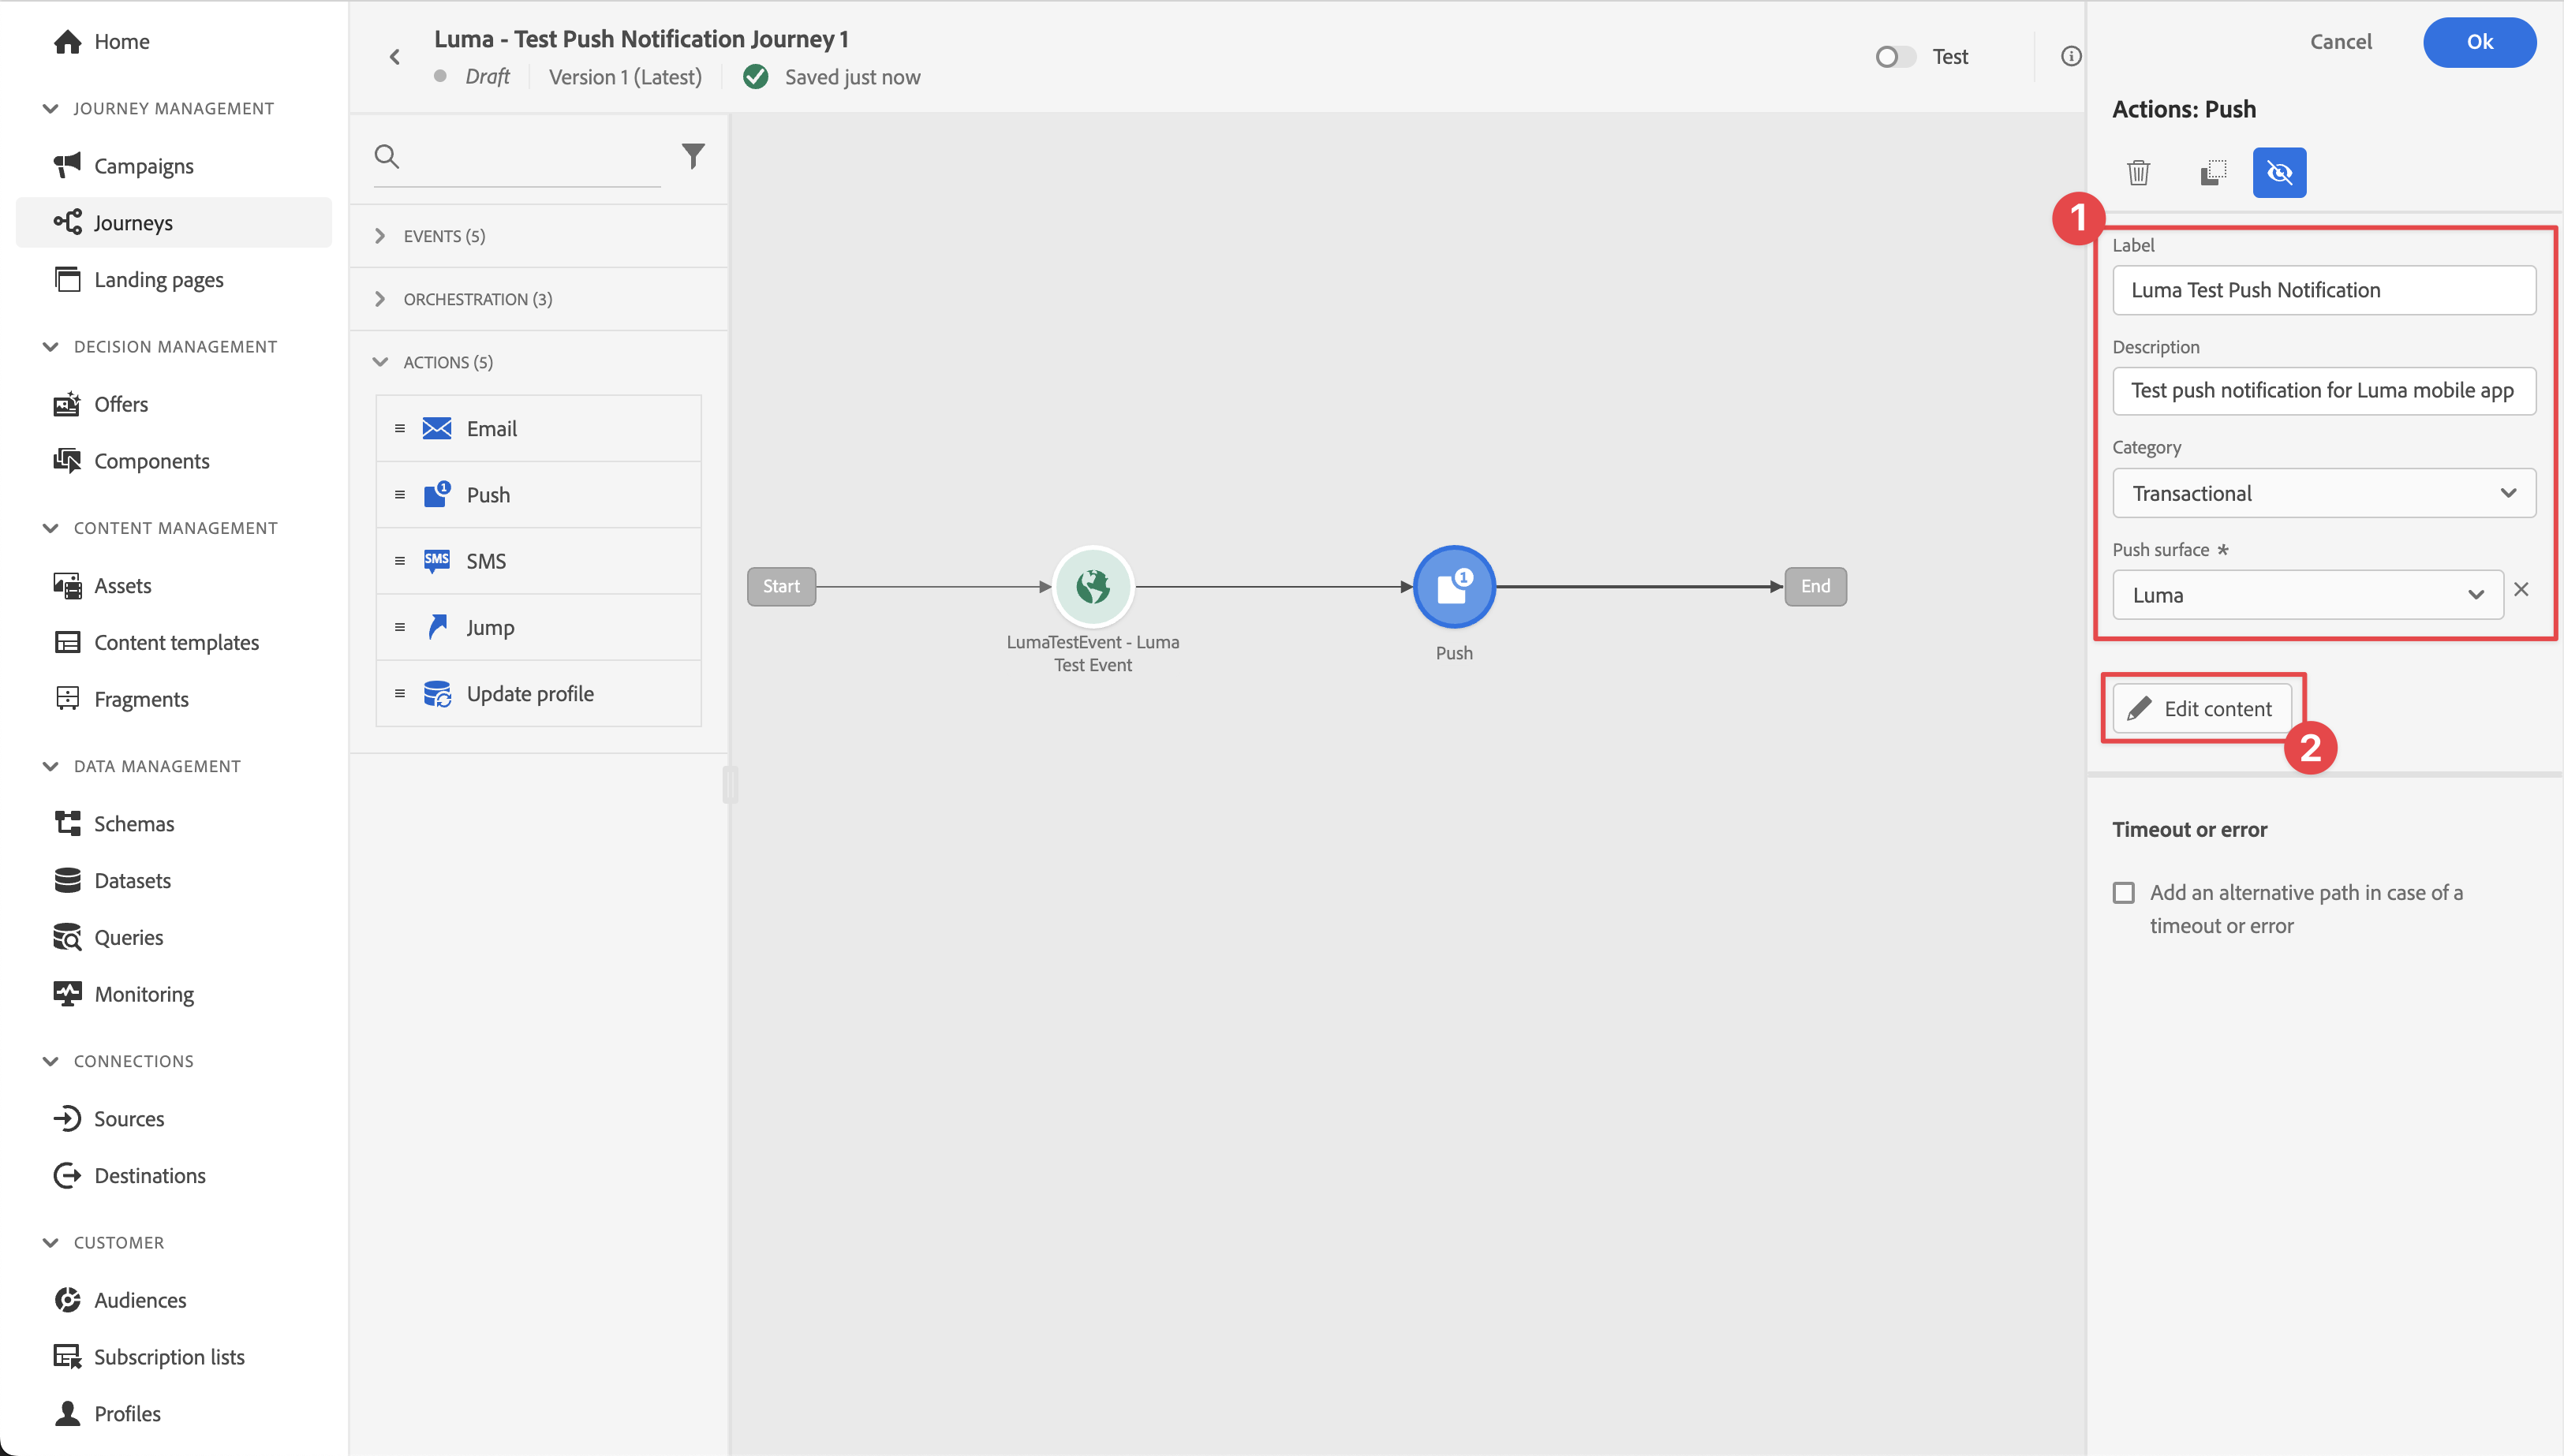 Home
JOURNEY MANAGEMENT
Campaigns
Journeys
Landing pages
DECISION MANAGEMENT
Offers
Components
CONTENT MANAGEMENT
Assets
Content templates
Fragments
DATA MANAGEMENT
Schemas
Datasets
Queries
Monitoring
CONNECTIONS
Sources
Destinations
CUSTOMER
Audiences
Subscription lists
Profiles
Luma - Test Push Notification Journey 1
Draft
Version 1 (Latest)
Saved just now
Test
EVENTS (5)
ORCHESTRATION (3)
ACTIONS (5)
Email
1
Push
SMS
SMS
Jump
Update profile
Start
LumaTestEvent - Luma
Test Event
1
Push
End
Cancel
Ok
Actions: Push
1
Label
Luma Test Push Notification
Description
Test push notification for Luma mobile app
Category
Transactional
Push surface *
Luma
Edit content
2
Timeout or error
Add an alternative path in case of a
timeout or error